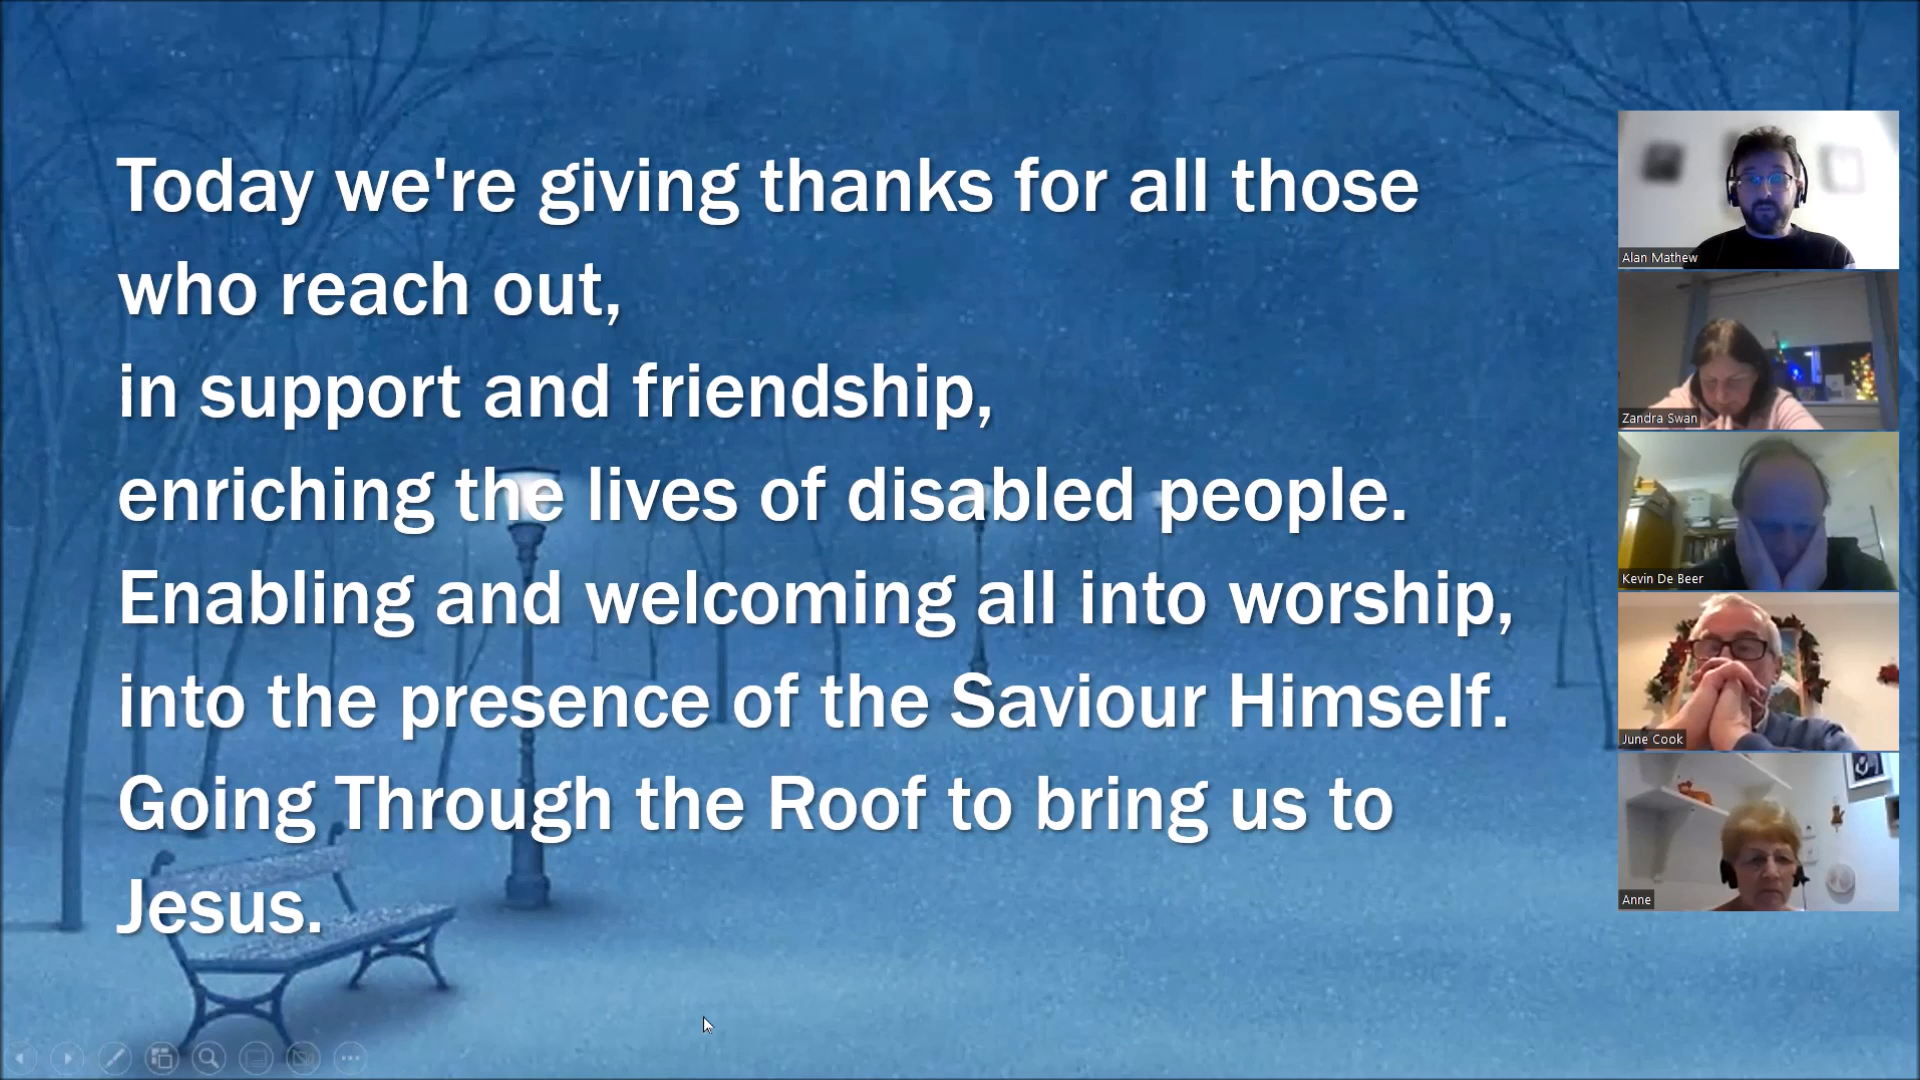 Today we're giving thanks for all those
who reach out,
in support and friendship,
enriching the lives of disabled people.
Enabling and welcoming all into worship,
into the presence of the Saviour Himself.
Going Through the Roof to bring us to
Jesus.
Alan Mathew
Zandra Swan
Kevin De Beer
June Cook
Anne